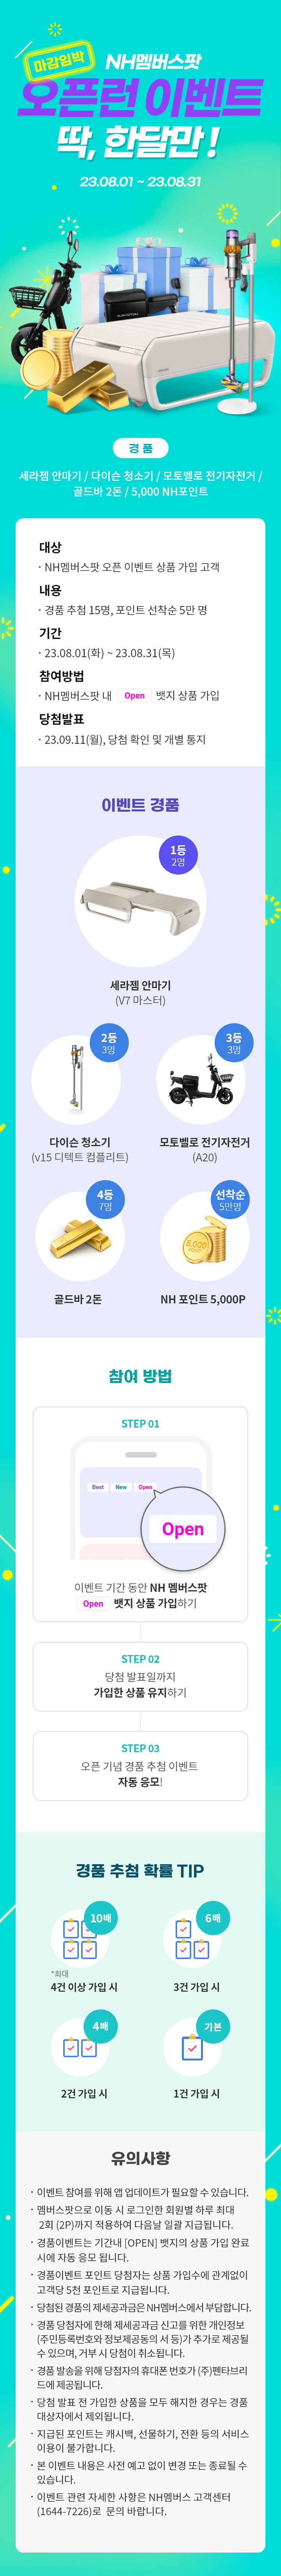 마감임박
NH멤버스팟
오픈런 이벤트
딱, 한달만!
23.08.01 ~ 23.08.31
경 품
세라젬 안마기 / 다이슨 청소기 / 모토벨로 전기자전거 /
골드바 2돈 / 5,000 NH포인트
대상
· NH멤버스팟 오픈 이벤트 상품 가입 고객
내용
· 경품 추첨 15명, 포인트 선착순 5만 명
기간
· 23.08.01(화) ~ 23.08.31(목)
참여방법
· NH멤버스팟 내 Open 뱃지 상품 가입
당첨발표
· 23.09.11(월), 당첨 확인 및 개별 통지
이벤트 경품
1등
2명
세라젬 안마기
(V7 마스터)
2등
3명
3등
3명
다이슨 청소기
(v15 디텍트 컴플리트)
모토벨로 전기자전거
(A20)
4등
7명
선착순
5만명
5,000
골드바 2돈
NH 포인트 5,000P
참여 방법
STEP 01
Best New Open
Open
이벤트 기간 동안 NH 멤버스팟
Open 뱃지 상품 가입하기
STEP 02
당첨 발표일까지
가입한 상품 유지하기
STEP 03
오픈 기념 경품 추첨 이벤트
자동 응모!
경품 추첨 확률 TIP
10배
6배
*최대
4건 이상 가입 시
3건 가입 시
4배
기본
2건 가입 시
1건 가입 시
유의사항
· 이벤트 참여를 위해 앱 업데이트가 필요할 수 있습니다.
· 멤버스팟으로 이동 시 로그인한 회원별 하루 최대
2회 (2P)까지 적용하여 다음날 일괄 지급됩니다.
· 경품이벤트는 기간내 [OPEN] 뱃지의 상품 가입 완료
시에 자동 응모 됩니다.
· 경품이벤트 포인트 당첨자는 상품 가입수에 관계없이
고객당 5천 포인트로 지급됩니다.
· 당첨된 경품의 제세공과금은 NH멤버스에서 부담합니다.
· 경품 당첨자에 한해 제세공과금 신고를 위한 개인정보
(주민등록번호와 정보제공동의 서 등)가 추가로 제공될
수 있으며, 거부 시 당첨이 취소됩니다.
· 경품 발송을 위해 당첨자의 휴대폰 번호가 (주)펜타브리
드에 제공됩니다.
· 당첨 발표 전 가입한 상품을 모두 해지한 경우는 경품
대상자에서 제외됩니다.
· 지급된 포인트는 캐시백, 선물하기, 전환 등의 서비스
이용이 불가합니다.
· 본 이벤트 내용은 사전 예고 없이 변경 또는 종료될 수
있습니다.
· 이벤트 관련 자세한 사항은 NH멤버스 고객센터
(1644-7226)로 문의 바랍니다.